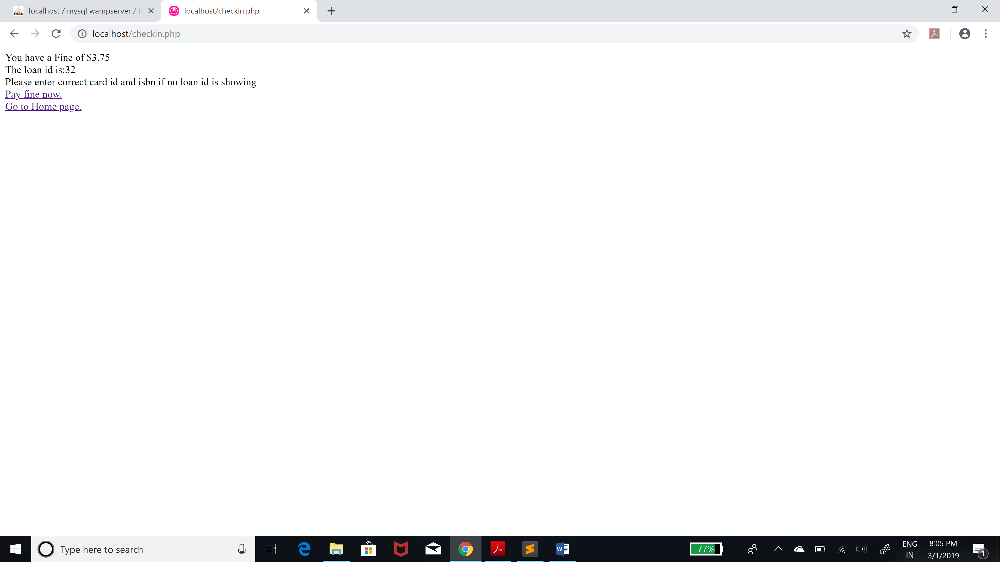 localhost / mysql wampserver / li
localhost/checkin.php
localhost/checkin.php
You have a Fine of $3.75
The loan id is:32
Please enter correct card id and isbn if no loan id is showing
Pay fine now.
Go to Home page.
Type here to search
77%
ENG
IN
8:05 PM
3/1/2019
1